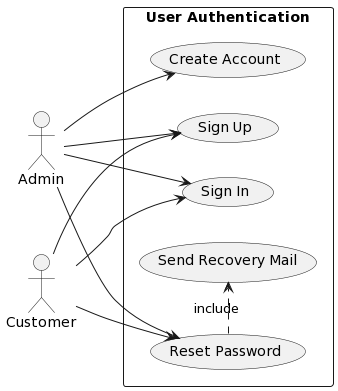 User Authentication
Create Account
Sign Up
Admin
Sign In
Send Recovery Mail
include
Customer
Reset Password